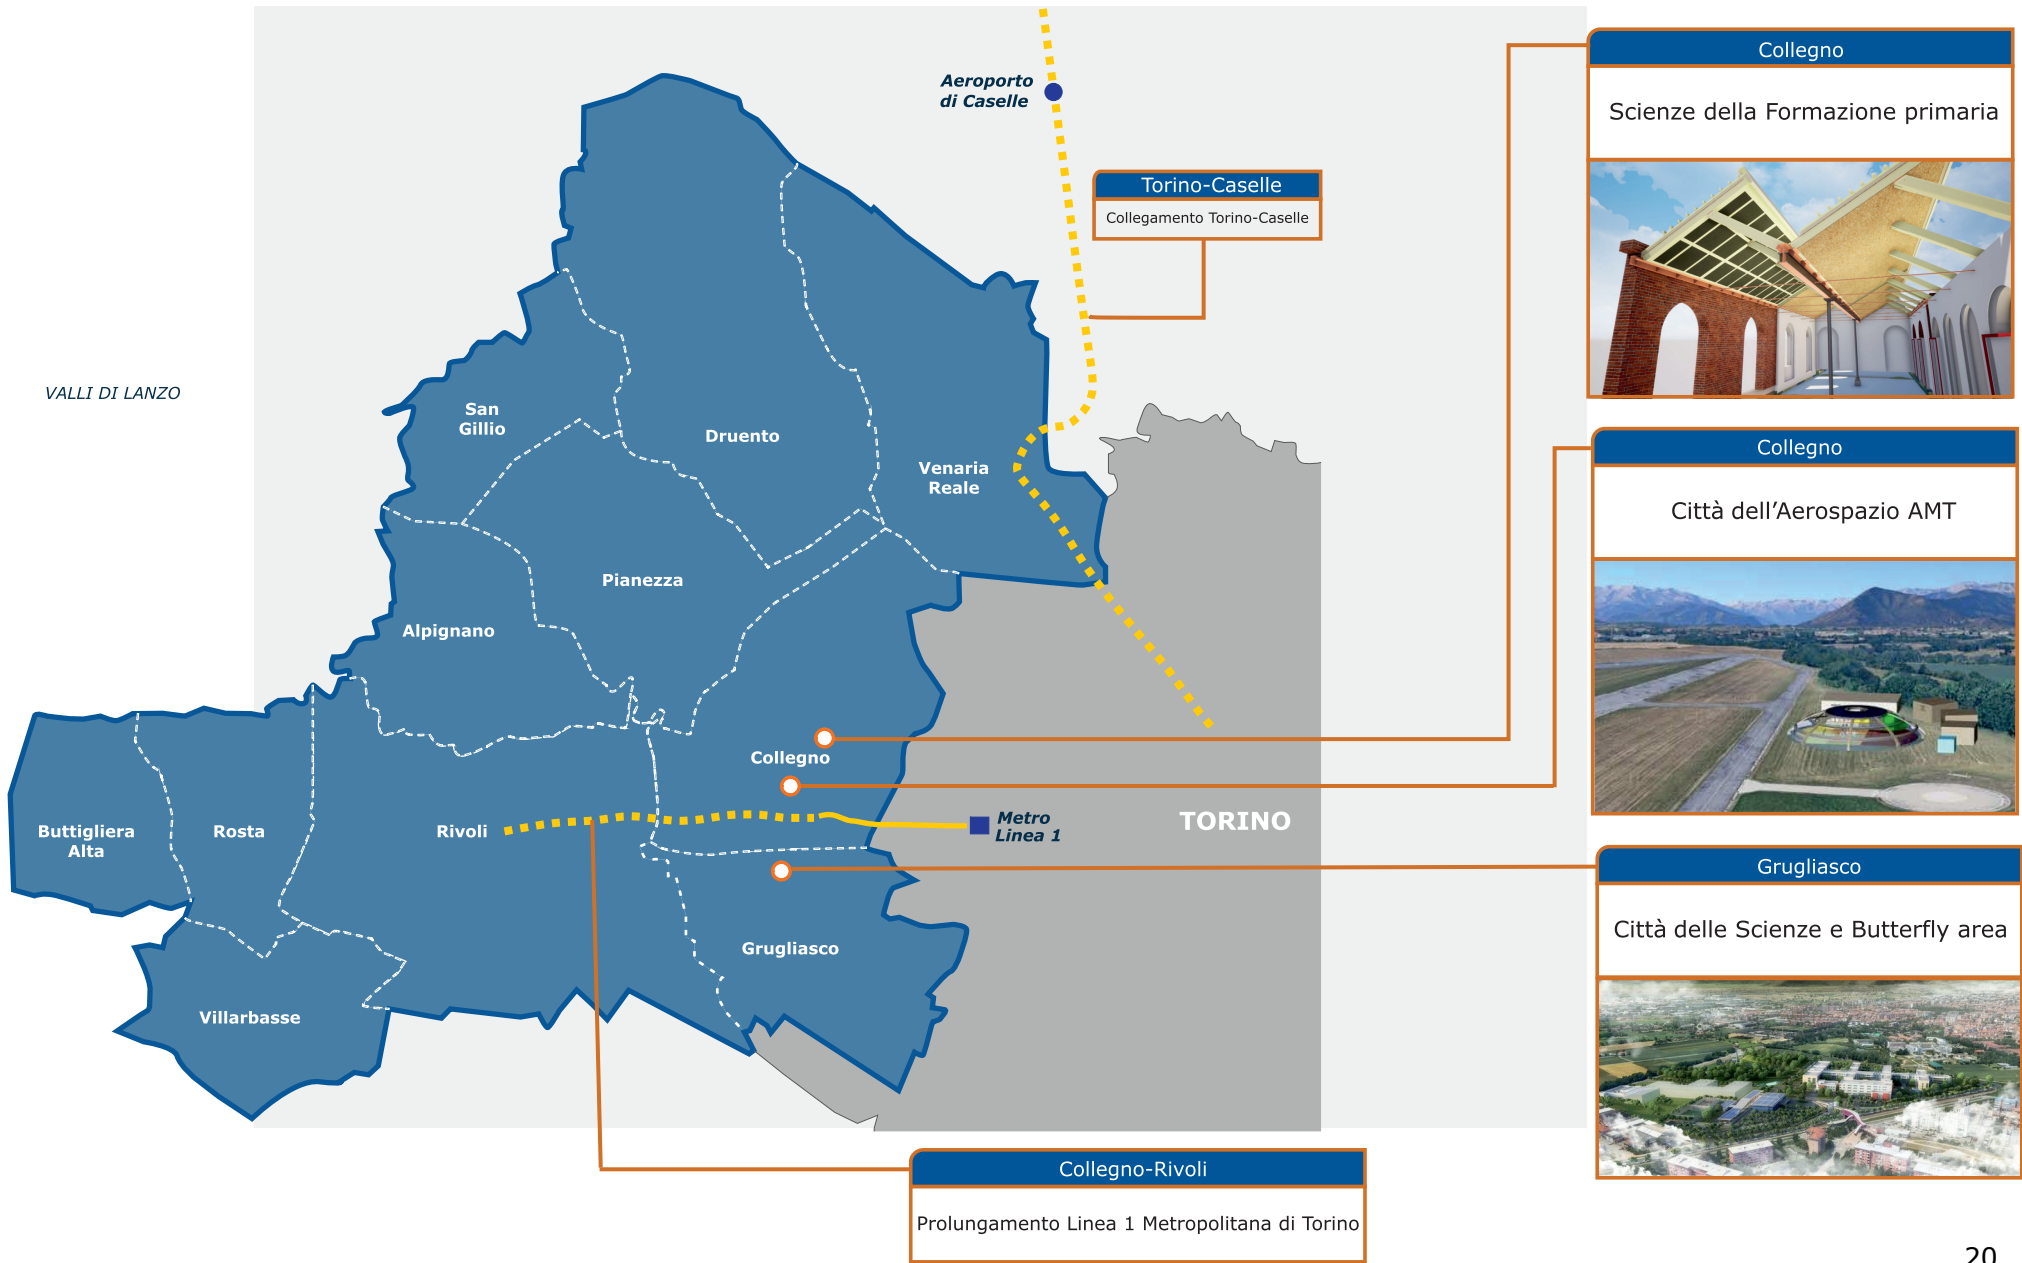 Collegno
Scienze della Formazione primaria
Aeroporto
di Caselle
Torino-Caselle
Collegamento Torino-Caselle
VALLI DI LANZO
San
Gillio
Druento
Venaria
Reale
Collegno
Città dell’Aerospazio AMT
Pianezza
Alpignano
Collegno
Buttigliera
Alta
Rosta
Rivoli
Metro
Linea 1
TORINO
Grugliasco
Città delle Scienze e Butterfly area
Grugliasco
Villarbasse
Collegno-Rivoli
Prolungamento Linea 1 Metropolitana di Torino
20